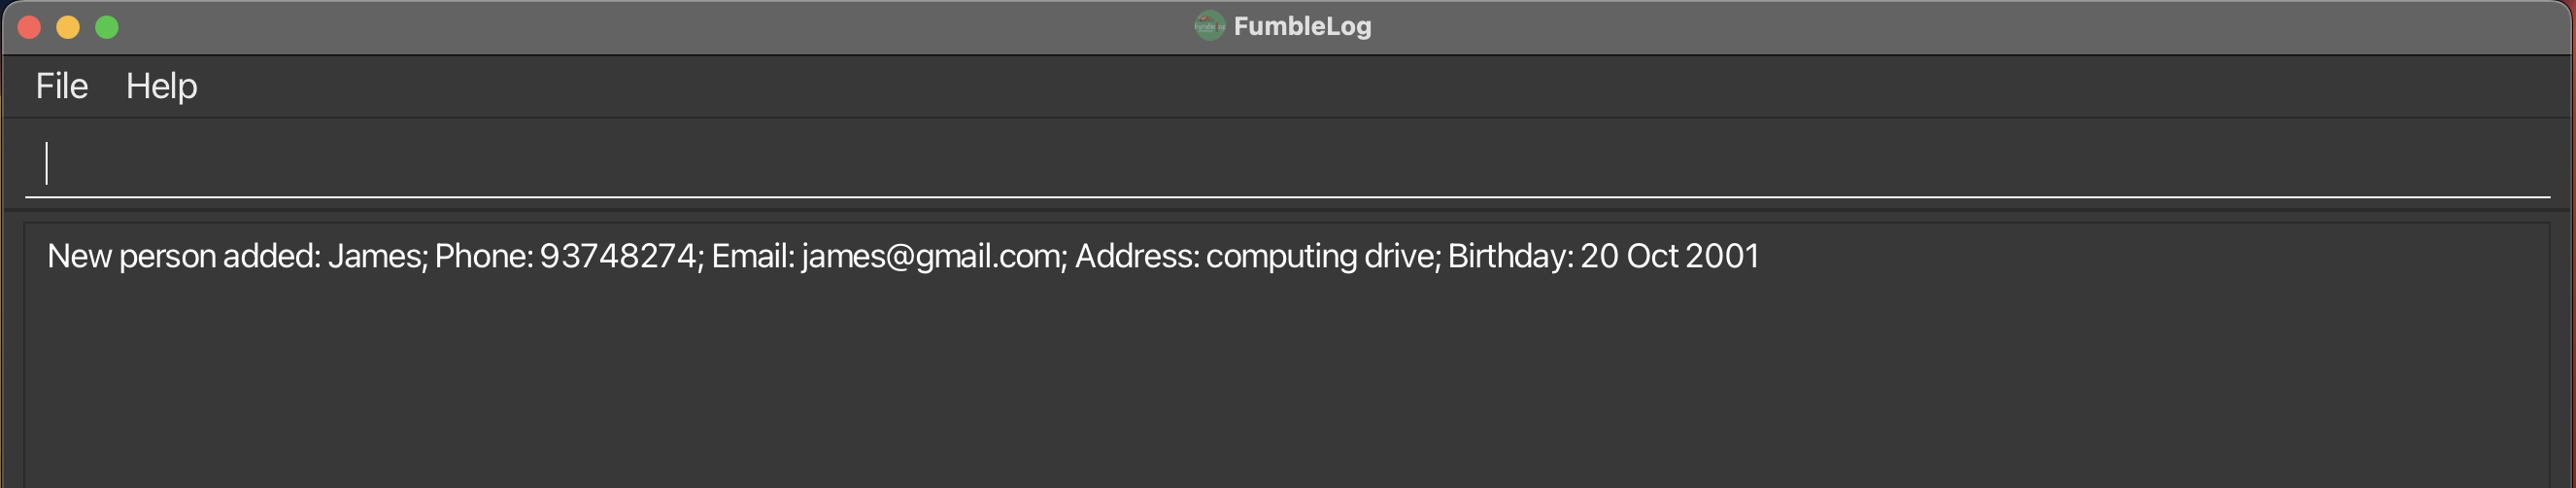 FumbleLog
File Help
New person added: James; Phone: 93748274; Email: james@gmail.com; Address: computing drive; Birthday: 20 Oct 2001